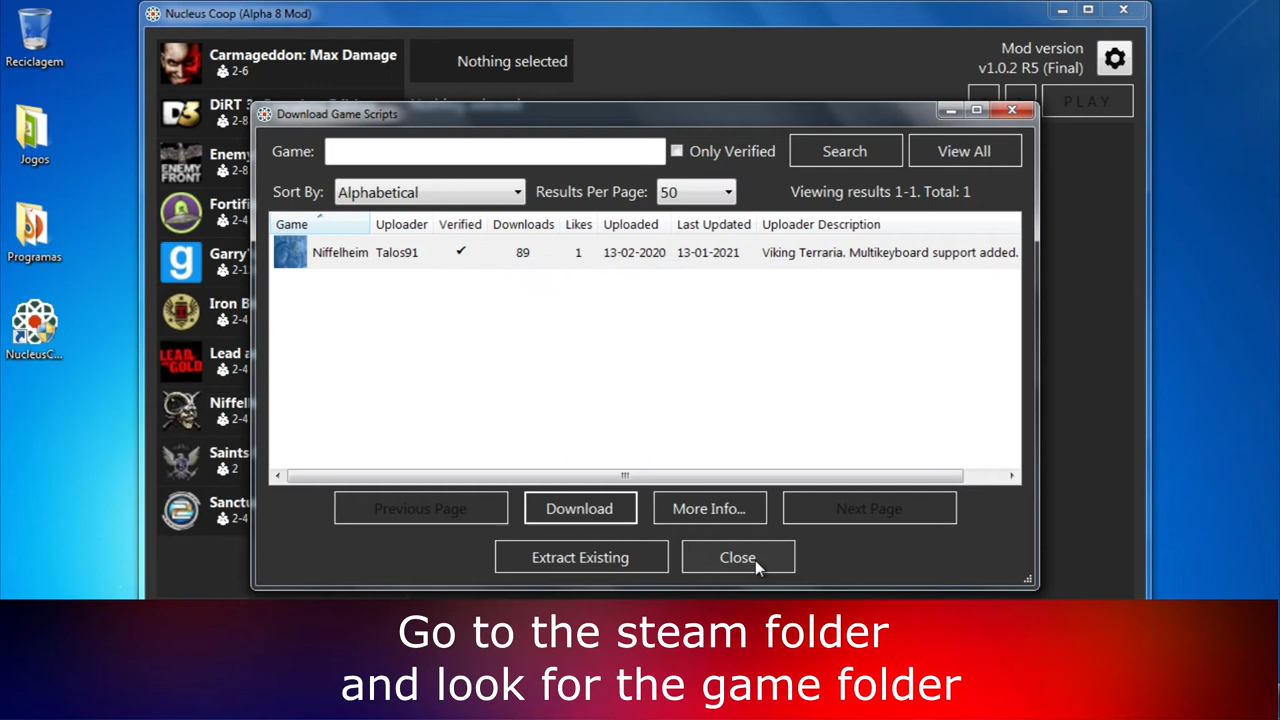 Nucleus Coop (Alpha 8 Mod)
Reciclagem
Jogos
Programas
NucleusC...
Carmageddon: Max Damage
2-6
Nothing selected
Mod version
v1.0.2 R5 (Final)
PLAY
DiRT 3
2-8
Enemy
2-8
Fortifi
2-4
Garry'
Iron B
2-4
Lead a
2-4
Niffel
2-4
Saints
2
Sanctu
2-4
Download Game Scripts
Game:
Only Verified
Search
View All
Sort By:
Alphabetical
Results Per Page:
50
Viewing results 1-1. Total: 1
Game Uploader Verified Downloads Likes Uploaded Last Updated Uploader Description
Niffelheim Talos91 ✓ 89 1 13-02-2020 13-01-2021 Viking Terraria. Multikeyboard support added.
Previous Page
Download
More Info...
Next Page
Extract Existing
Close
Go to the steam folder
and look for the game folder